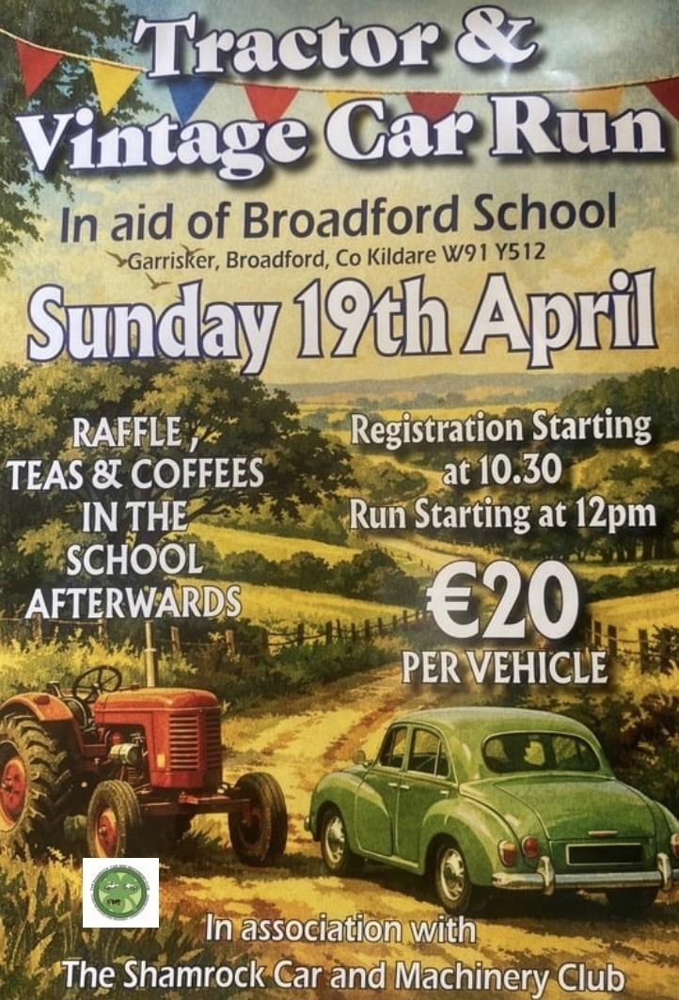 Tractor &
Vintage Car Run
In aid of Broadford School
Garrisker, Broadford, Co Kildare W91 Y512
Sunday 19th April
RAFFLE,
TEAS & COFFEES
IN THE
SCHOOL
AFTERWARDS
Registration Starting
at 10.30
Run Starting at 12pm
€20
PER VEHICLE
In association with
The Shamrock Car and Machinery Club